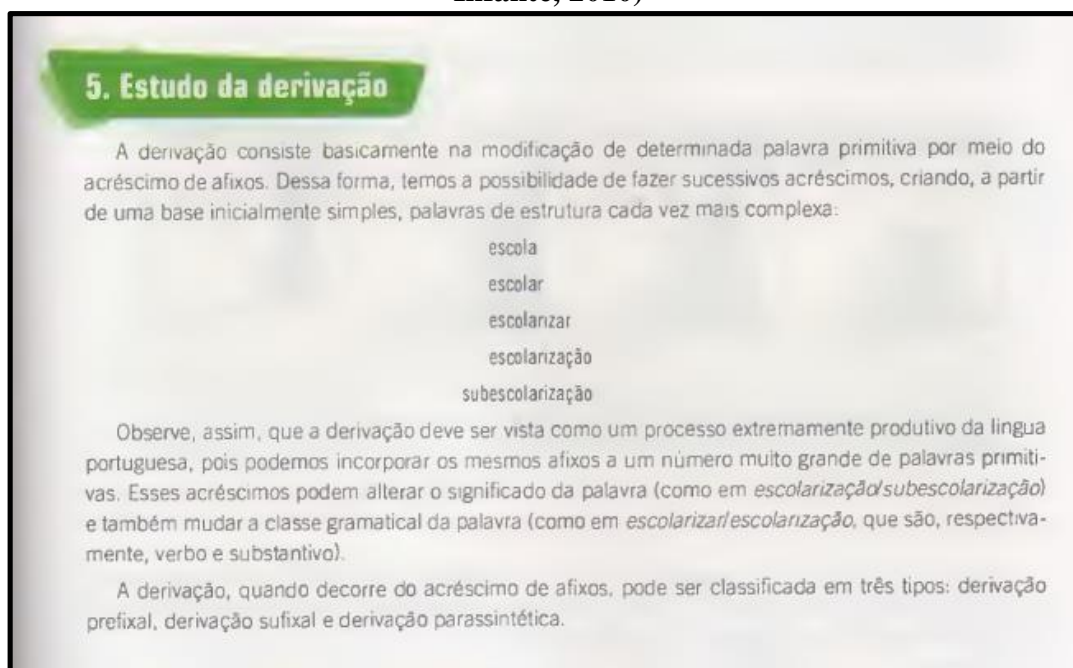 Infante, 2010)
5. Estudo da derivação
A derivação consiste basicamente na modificação de determinada palavra primitiva por meio do
acréscimo de afixos. Dessa forma, temos a possibilidade de fazer sucessivos acréscimos, criando, a partir
de uma base inicialmente simples, palavras de estrutura cada vez mais complexa:
escola
escolar
escolarizar
escolarização
subescolarização
Observe, assim, que a derivação deve ser vista como um processo extremamente produtivo da língua
portuguesa, pois podemos incorporar os mesmos afixos a um número muito grande de palavras primiti-
vas. Esses acréscimos podem alterar o significado da palavra (como em escolarização/subescolarização)
e também mudar a classe gramatical da palavra (como em escolarizar/escolarização, que são, respectiva-
mente, verbo e substantivo).
A derivação, quando decorre do acréscimo de afixos, pode ser classificada em três tipos: derivação
prefixal, derivação sufixal e derivação parassintética.